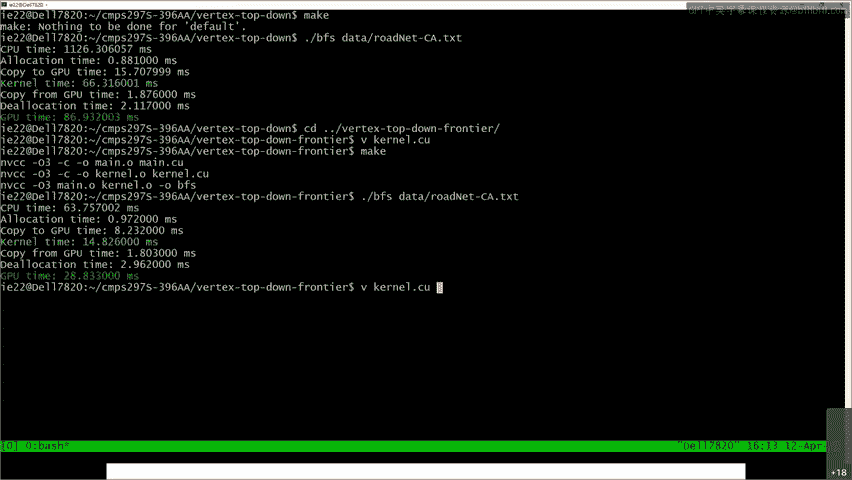 ie22@Dell7820:~/cmps297S-396AA/vertex-top-down$ make
make: Nothing to be done for 'default'.
ie22@Dell7820:~/cmps297S-396AA/vertex-top-down$ ./bfs data/roadNet-CA.txt
CPU time: 1126.306057 ms
Allocation time: 0.881000 ms
Copy to GPU time: 15.707999 ms
Kernel time: 66.316001 ms
Copy from GPU time: 1.876000 ms
Deallocation time: 2.117000 ms
GPU time: 86.932003 ms
ie22@Dell7820:~/cmps297S-396AA/vertex-top-down$ cd ../vertex-top-down-frontier/
ie22@Dell7820:~/cmps297S-396AA/vertex-top-down-frontier$ v kernel.cu
ie22@Dell7820:~/cmps297S-396AA/vertex-top-down-frontier$ make
nvcc -O3 -c -o main.o main.cu
nvcc -O3 -c -o kernel.o kernel.cu
nvcc -O3 main.o kernel.o -o bfs
ie22@Dell7820:~/cmps297S-396AA/vertex-top-down-frontier$ ./bfs data/roadNet-CA.txt
CPU time: 63.757002 ms
Allocation time: 0.972000 ms
Copy to GPU time: 8.232000 ms
Kernel time: 14.826000 ms
Copy from GPU time: 1.803000 ms
Deallocation time: 2.962000 ms
GPU time: 28.833000 ms
ie22@Dell7820:~/cmps297S-396AA/vertex-top-down-frontier$ v kernel.cu
[0] 0:bash* "Dell7820" 16:13 12-Apr-
+18